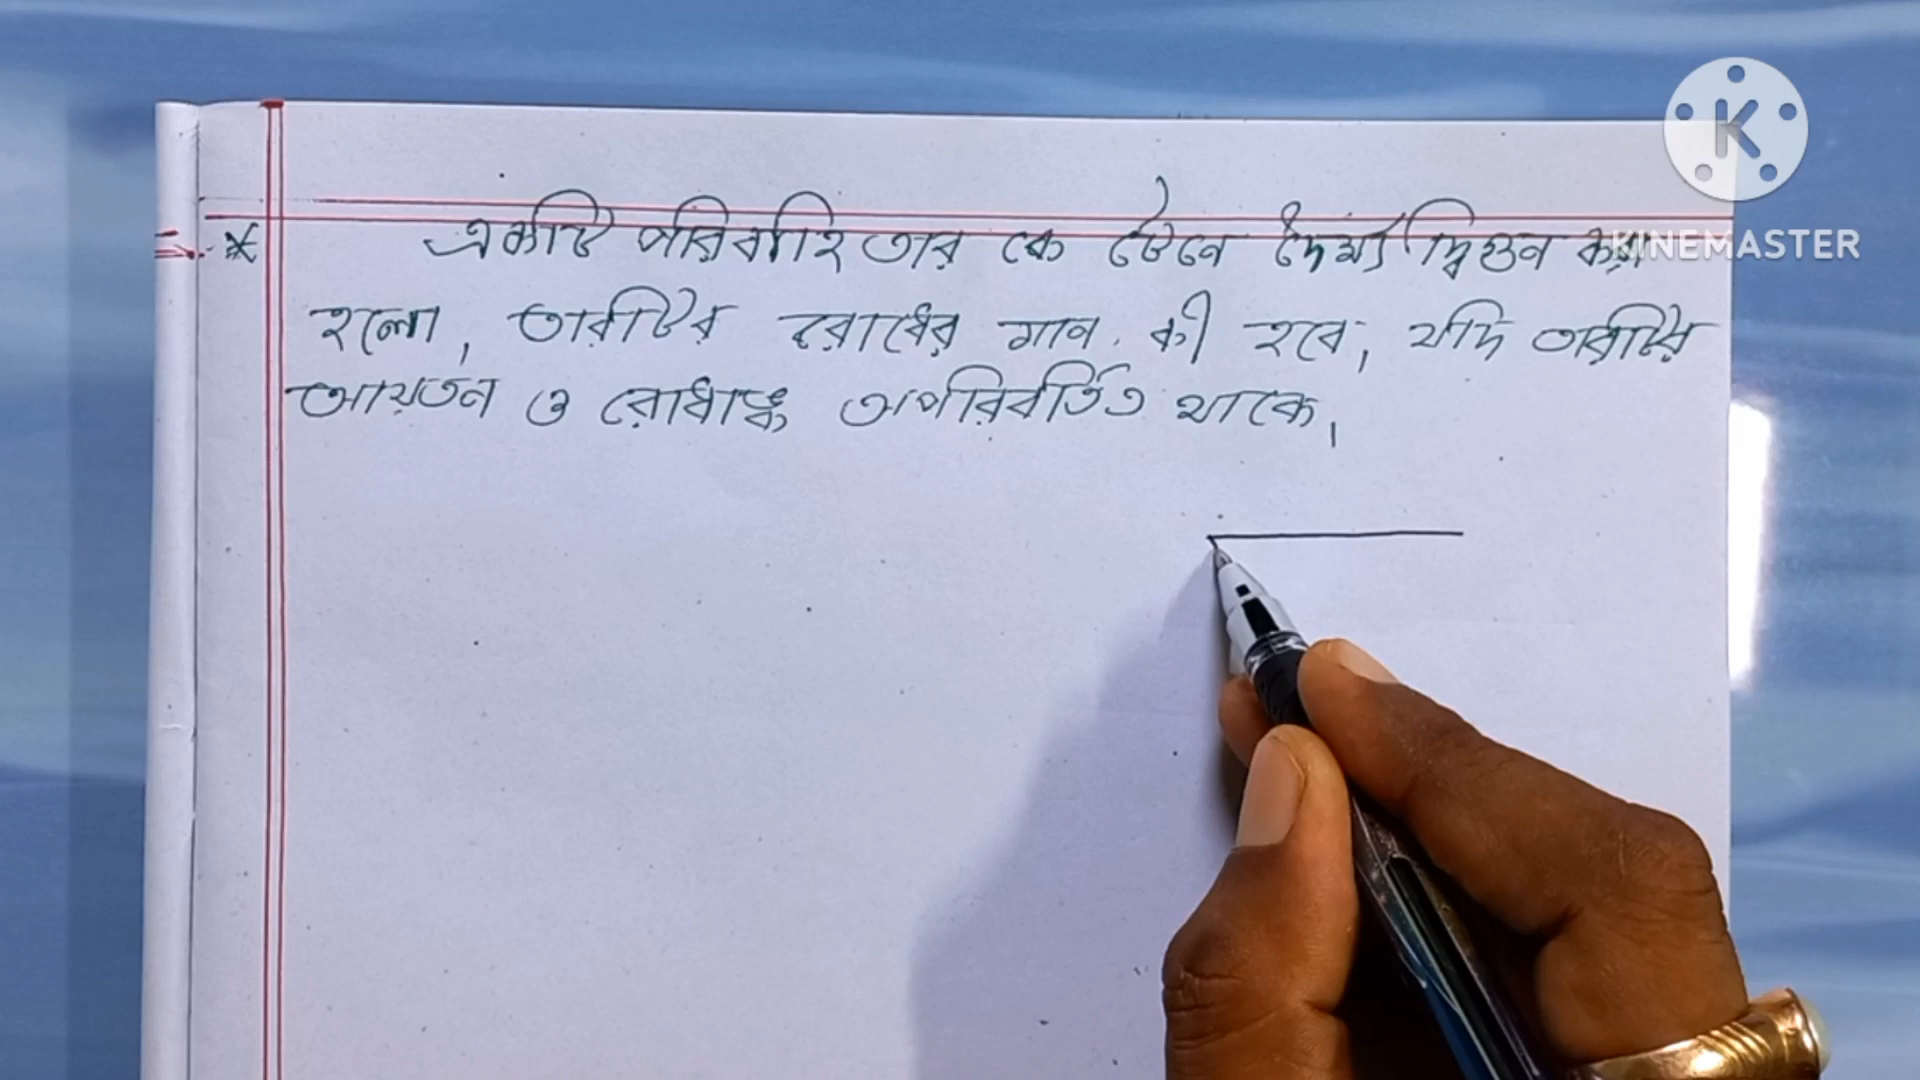 KINEMASTER
* একটি পরিবাহি তার কে টেনে দৈর্ঘ্য দ্বিগুন করা
হলো, তারটির রোধের মান কী হবে, যদি তারটির
আয়তন ও রোধাঙ্ক অপরিবর্তিত থাকে,